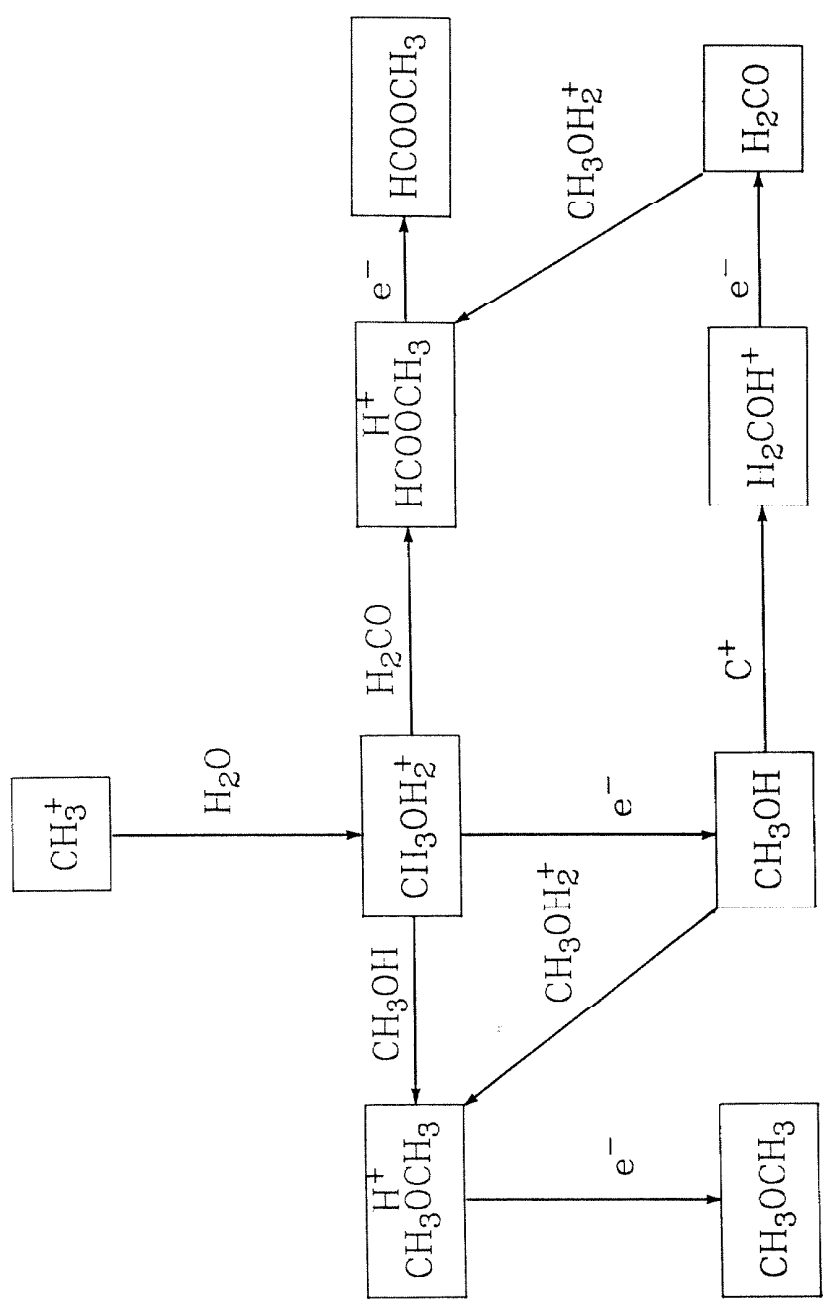 CH₃⁺
H₂O
CH₃OH
H₂CO
e⁻
H⁺
CH₃OCH₃
CH₃OH₂⁺
H⁺
HCOOCH₃
HCOOCH₃
CH₃OH₂⁺
CH₃OH₂⁺
e⁻
e⁻
C⁺
e⁻
CH₃OCH₃
CH₃OH
H₂COH⁺
H₂CO